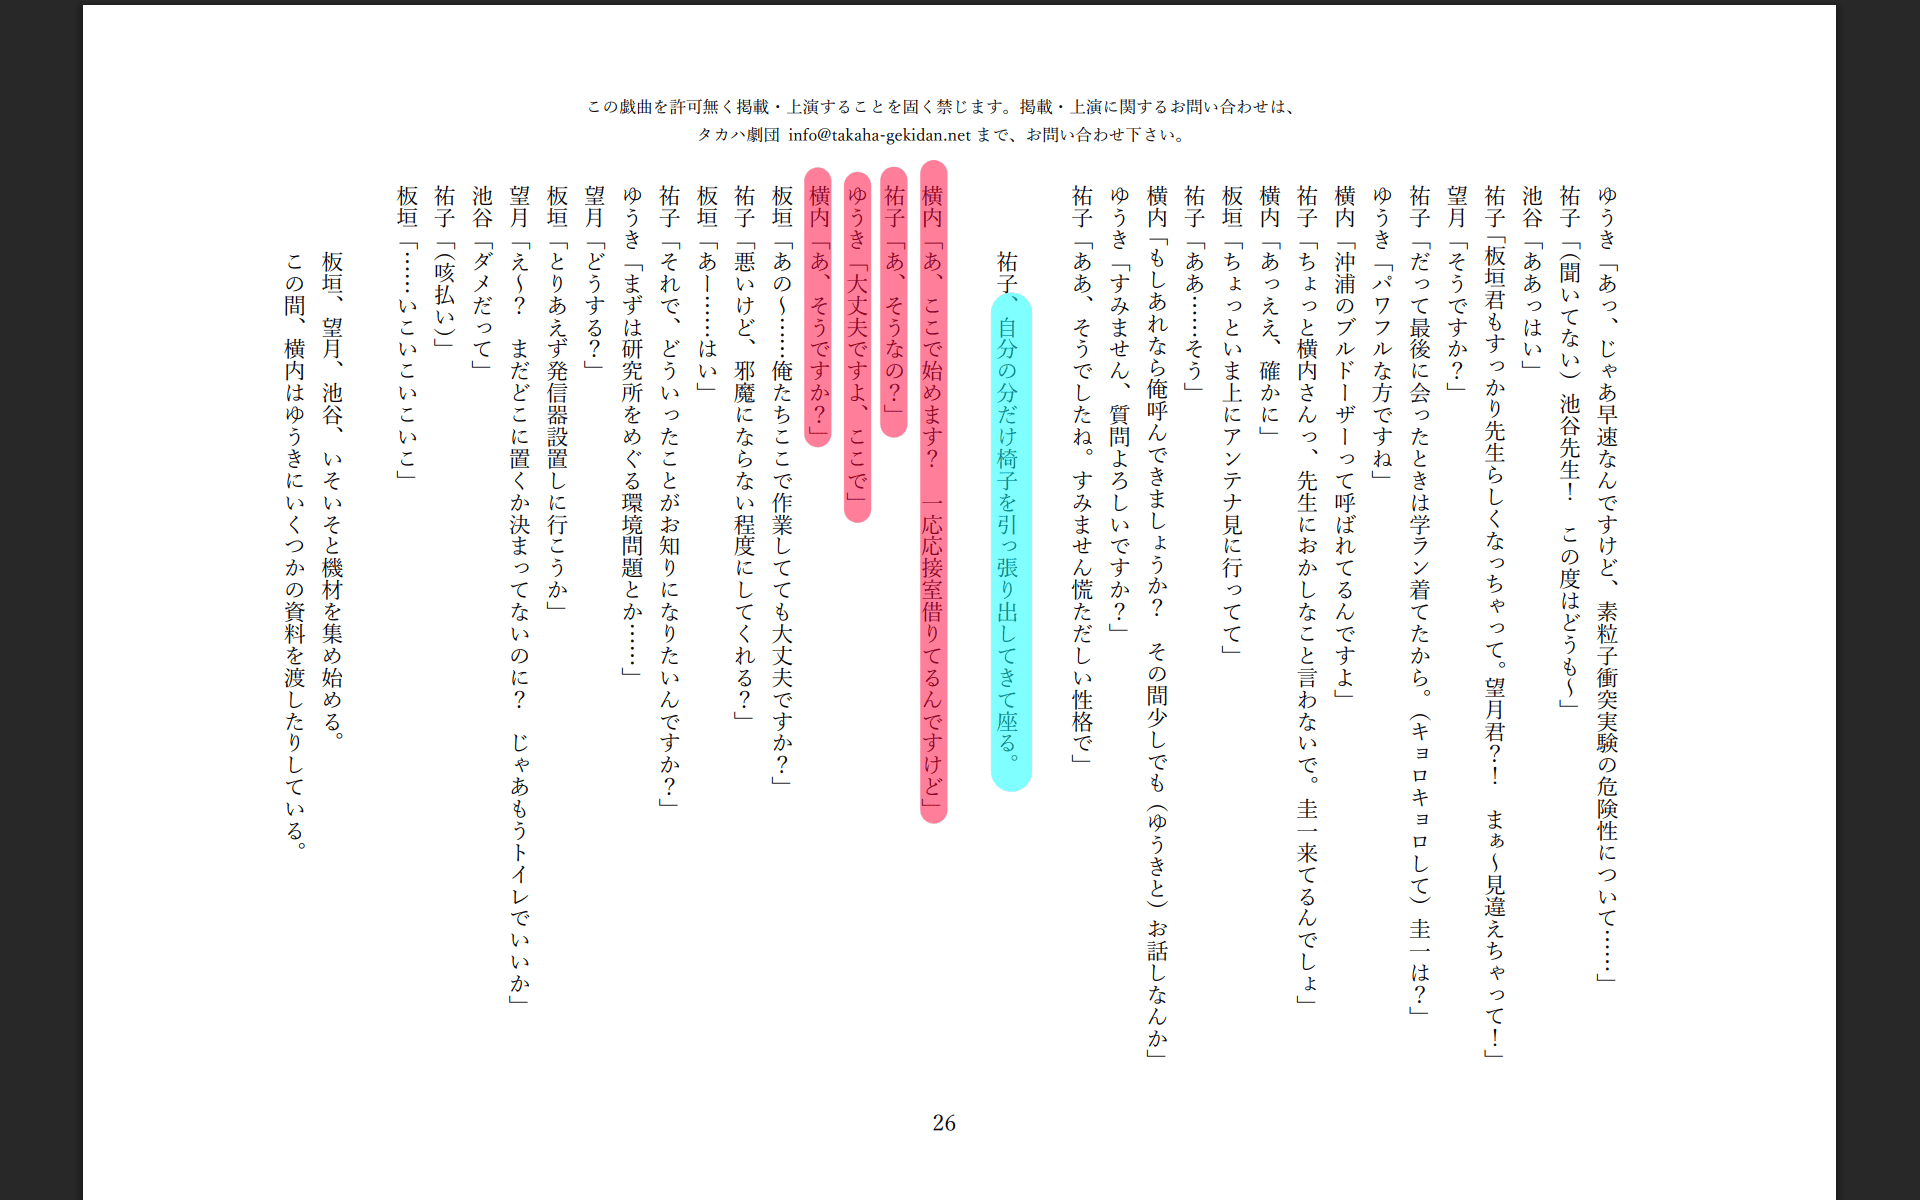 この戯曲を許可無く掲載・上演することを固く禁じます。掲載・上演に関するお問い合わせは、
タカハ劇団 info@takaha-gekidan.net まで、お問い合わせ下さい。
ゆうき「あっ、じゃあ早速なんですけど、素粒子衝突実験の危険性について……」
祐子「(聞いてない) 池谷先生！　この度はどうも〜」
池谷「ああっはい」
祐子「板垣君もすっかり先生らしくなっちゃって。望月君？！　まぁ〜見違えちゃって！」
望月「そうですか？」
祐子「だって最後に会ったときは学ラン着てたから。（キョロキョロして）圭一は？」
ゆうき「パワフルな方ですね」
横内「沖浦のブルドーザーって呼ばれてるんですよ」
祐子「ちょっと横内さんっ、先生におかしなこと言わないで。圭一来てるんでしょ」
横内「あっええ、確かに」
板垣「ちょっといま上にアンテナ見に行ってて」
祐子「ああ……そう」
横内「もしあれなら俺呼んできましょうか？　その間少しでも（ゆうきと）お話しなんか」
ゆうき「すみません、質問よろしいですか？」
祐子「ああ、そうでしたね。すみません慌ただしい性格で」
祐子、自分の分だけ椅子を引っ張り出してきて座る。
横内「あ、ここで始めます？　一応応接室借りてるんですけど」
祐子「あ、そうなの？」
ゆうき「大丈夫ですよ、ここで」
横内「あ、そうですか？」
板垣「あの〜……俺たちここで作業してても大丈夫ですか？」
祐子「悪いけど、邪魔にならない程度にしてくれる？」
板垣「あー……はい」
祐子「それで、どういったことがお知りになりたいんですか？」
ゆうき「まずは研究所をめぐる環境問題とか……」
望月「どうする？」
板垣「とりあえず発信器設置しに行こうか」
望月「え〜？　まだどこに置くか決まってないのに？　じゃあもうトイレでいいか」
池谷「ダメだって」
祐子「(咳払い)」
板垣「……いこいこいこいこ」
板垣、望月、池谷、いそいそと機材を集め始める。
この間、横内はゆうきにいくつかの資料を渡したりしている。
26